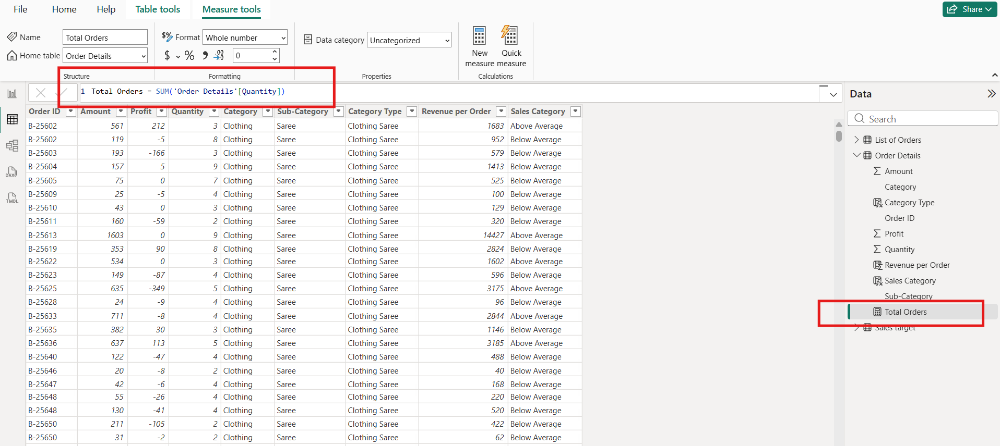 File Home Help Table tools Measure tools Share
Name Total Orders
Home table Order Details
Structure
$% Format Whole number
$ % 9 .00 →0 0
Formatting
Data category Uncategorized
Properties
New measure
Quick measure
Calculations
1 Total Orders = SUM('Order Details'[Quantity])
Order ID Amount Profit Quantity Category Sub-Category Category Type Revenue per Order Sales Category
B-25602 561 212 3 Clothing Saree Clothing Saree 1683 Above Average
B-25602 119 -5 8 Clothing Saree Clothing Saree 952 Below Average
B-25603 193 -166 3 Clothing Saree Clothing Saree 579 Below Average
B-25604 157 5 9 Clothing Saree Clothing Saree 1413 Below Average
B-25605 75 0 7 Clothing Saree Clothing Saree 525 Below Average
B-25609 25 -5 4 Clothing Saree Clothing Saree 100 Below Average
B-25610 43 0 3 Clothing Saree Clothing Saree 129 Below Average
B-25611 160 -59 2 Clothing Saree Clothing Saree 320 Below Average
B-25613 1603 0 9 Clothing Saree Clothing Saree 14427 Above Average
B-25619 353 90 8 Clothing Saree Clothing Saree 2824 Below Average
B-25622 534 0 3 Clothing Saree Clothing Saree 1602 Above Average
B-25623 149 -87 4 Clothing Saree Clothing Saree 596 Below Average
B-25625 635 -349 5 Clothing Saree Clothing Saree 3175 Above Average
B-25628 24 -9 4 Clothing Saree Clothing Saree 96 Below Average
B-25633 711 -8 4 Clothing Saree Clothing Saree 2844 Above Average
B-25635 382 30 3 Clothing Saree Clothing Saree 1146 Below Average
B-25636 637 113 5 Clothing Saree Clothing Saree 3185 Above Average
B-25640 122 -47 4 Clothing Saree Clothing Saree 488 Below Average
B-25646 20 -8 2 Clothing Saree Clothing Saree 40 Below Average
B-25647 42 -6 4 Clothing Saree Clothing Saree 168 Below Average
B-25648 55 -26 4 Clothing Saree Clothing Saree 220 Below Average
B-25648 130 -41 4 Clothing Saree Clothing Saree 520 Below Average
B-25650 211 -105 2 Clothing Saree Clothing Saree 422 Below Average
B-25650 31 -2 2 Clothing Saree Clothing Saree 62 Below Average
DAX
TMDL
Data
Search
List of Orders
Order Details
Amount
Category
Category Type
Order ID
Profit
Quantity
Revenue per Order
Sales Category
Sub-Category
Total Orders
Sales target